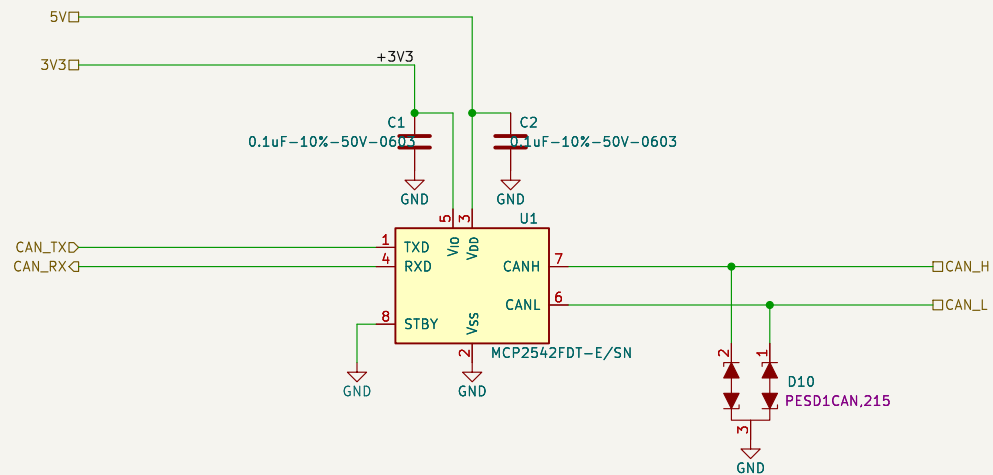 5V
3V3
+3V3
C1
0.1uF-10%-50V-0603
C2
0.1uF-10%-50V-0603
GND
GND
5
3
U1
CAN_TX
1
TXD
VIO
VDD
CAN_RX
4
RXD
CANH
7
CAN_H
CANL
6
CAN_L
8
STBY
VSS
2
MCP2542FDT-E/SN
GND
GND
2
1
D10
PESD1CAN,215
3
GND